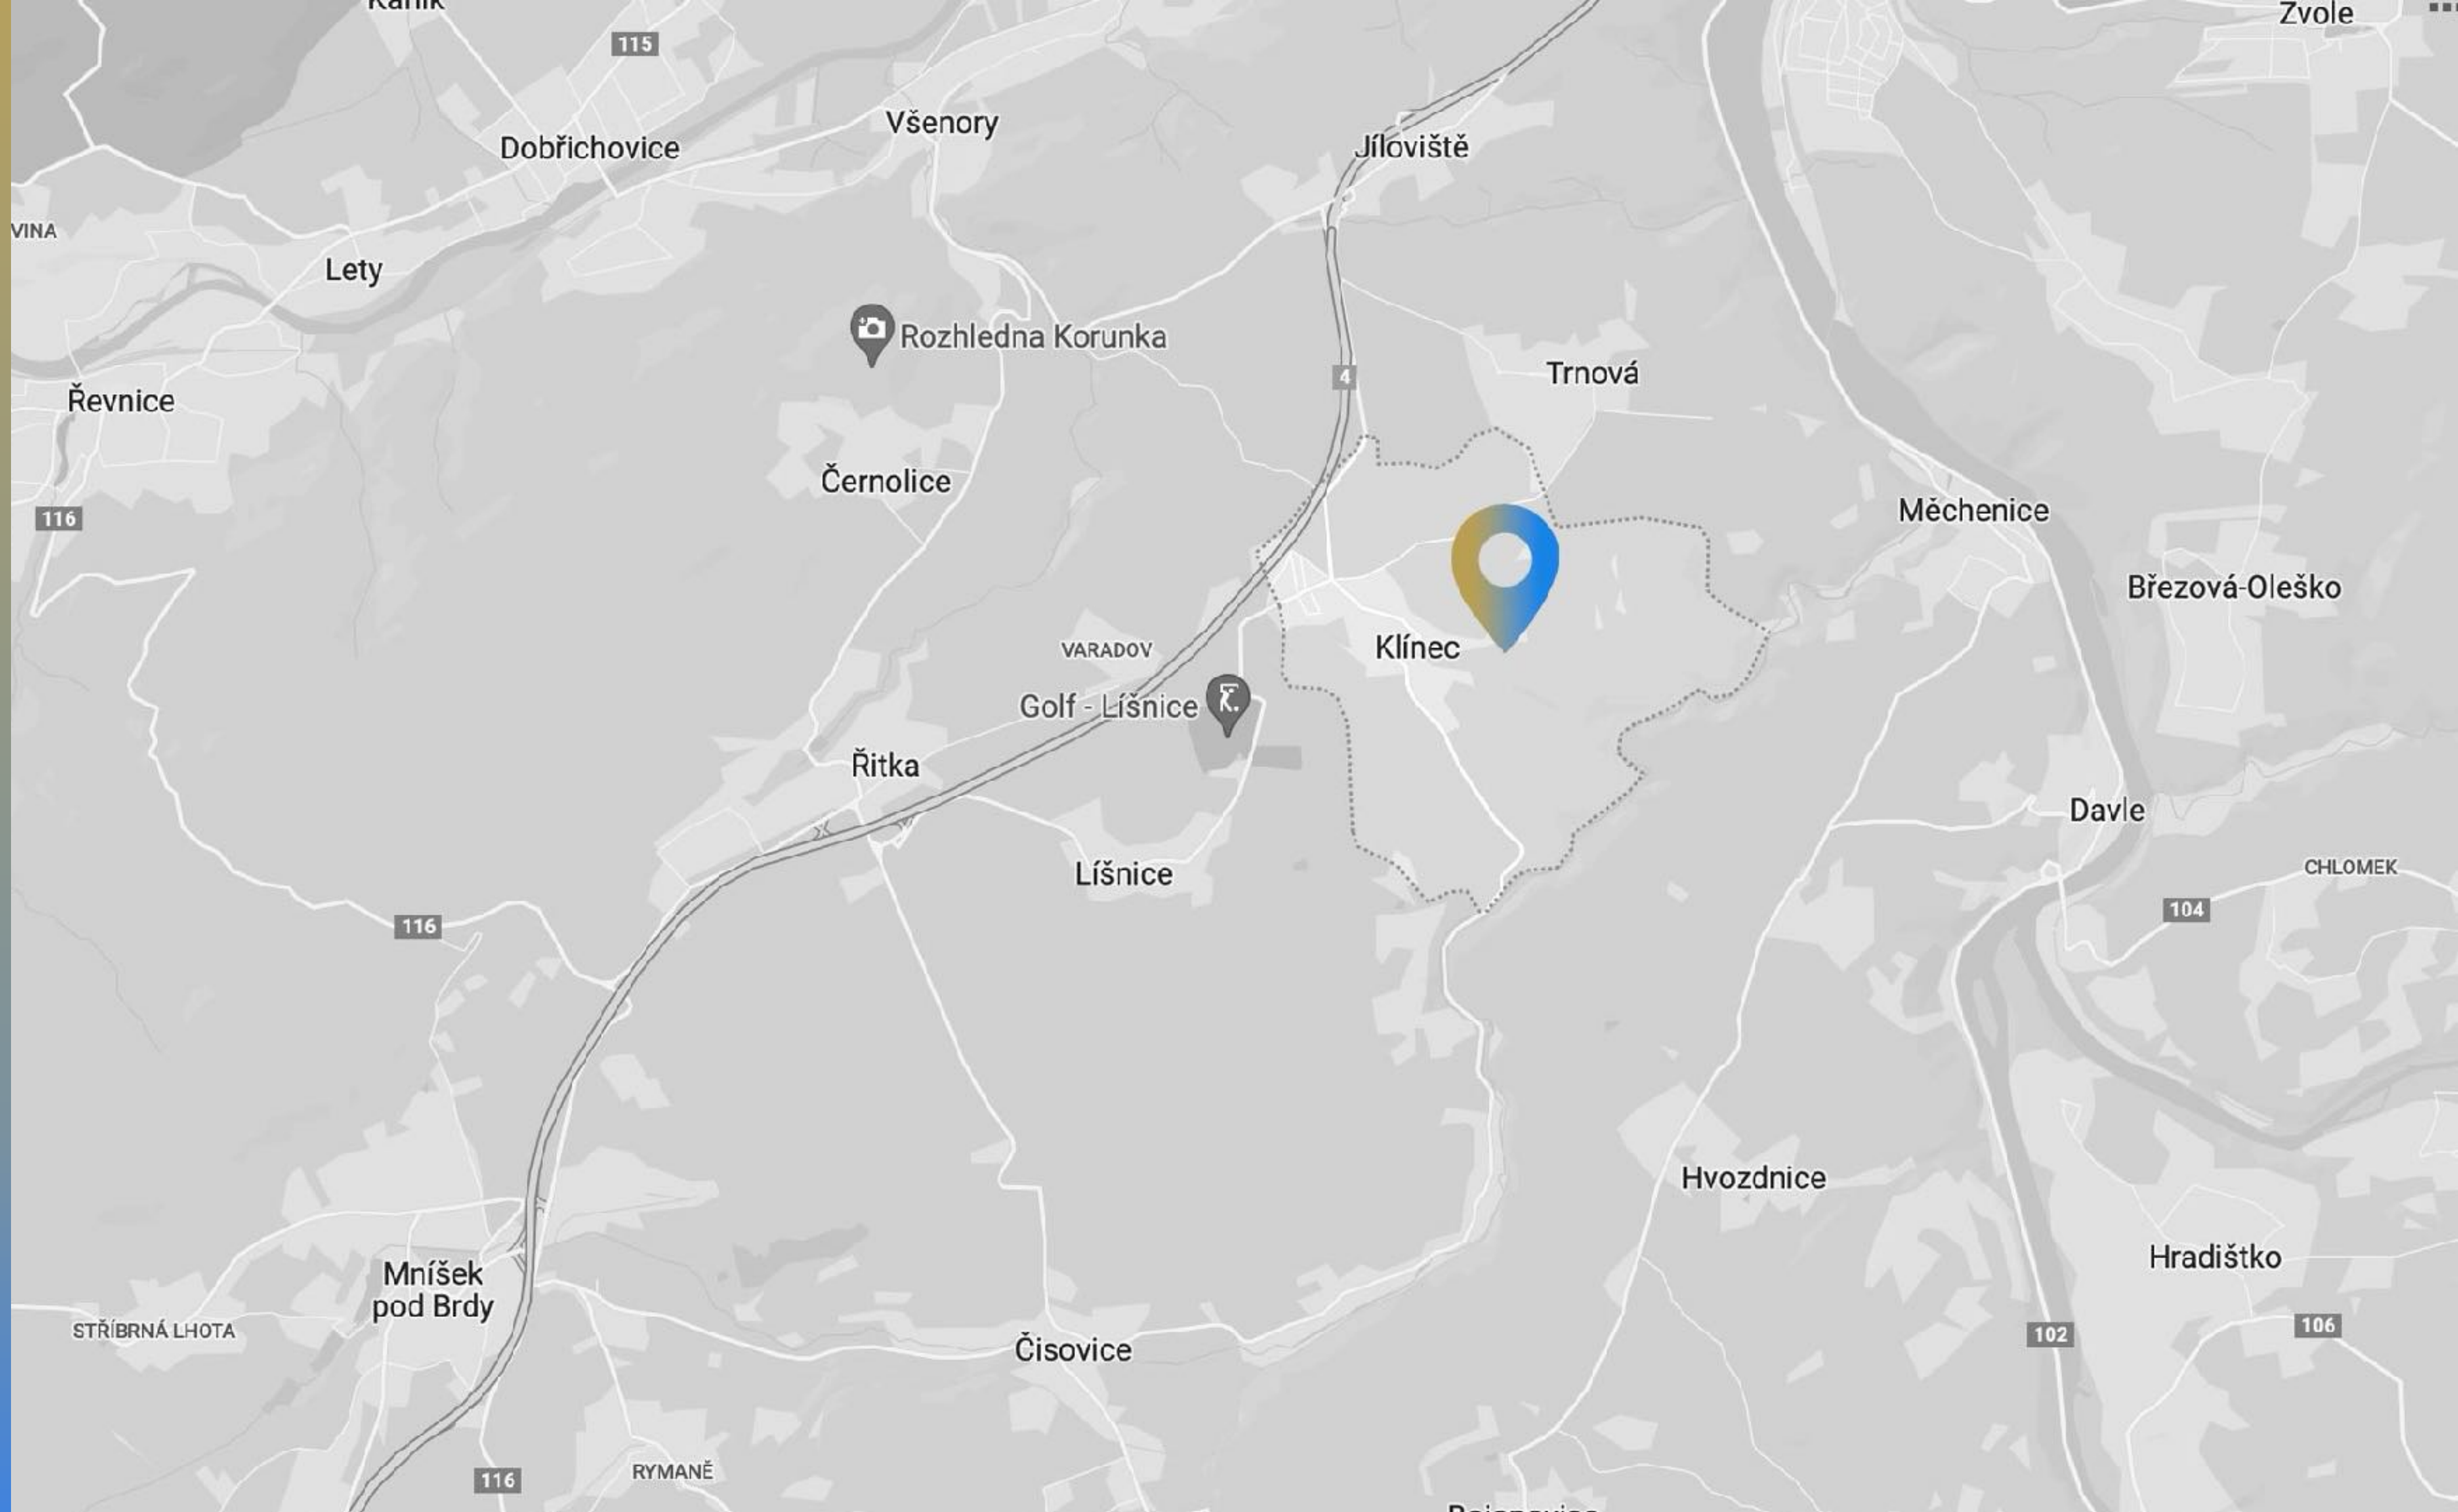 Zvole
115
Všenory
Dobřichovice
Jíloviště
VINA
Lety
Rozhledna Korunka
Trnová
4
Řevnice
Černolice
Měchenice
116
Březová-Oleško
Klínec
VARADOV
Golf - Líšnice
Řitka
Davle
Líšnice
CHLOMEK
104
116
Hvozdnice
Hradištko
Mníšek
pod Brdy
STŘÍBRNÁ LHOTA
106
102
Čisovice
RYMANĚ
116